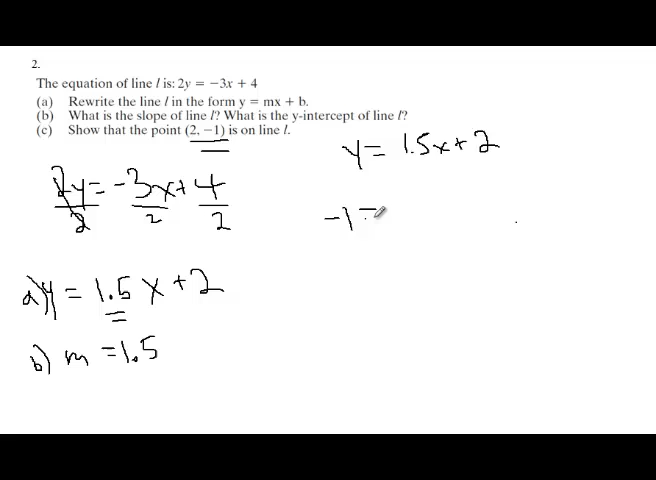 2.
The equation of line l is: 2y = −3x + 4
(a) Rewrite the line l in the form y = mx + b.
(b) What is the slope of line l? What is the y-intercept of line l?
(c) Show that the point (2, −1) is on line l.
y = 1.5x + 2
2y = -3x + 4
2 2 2
-1 =
a) y = 1.5 x + 2
b) m = 1.5